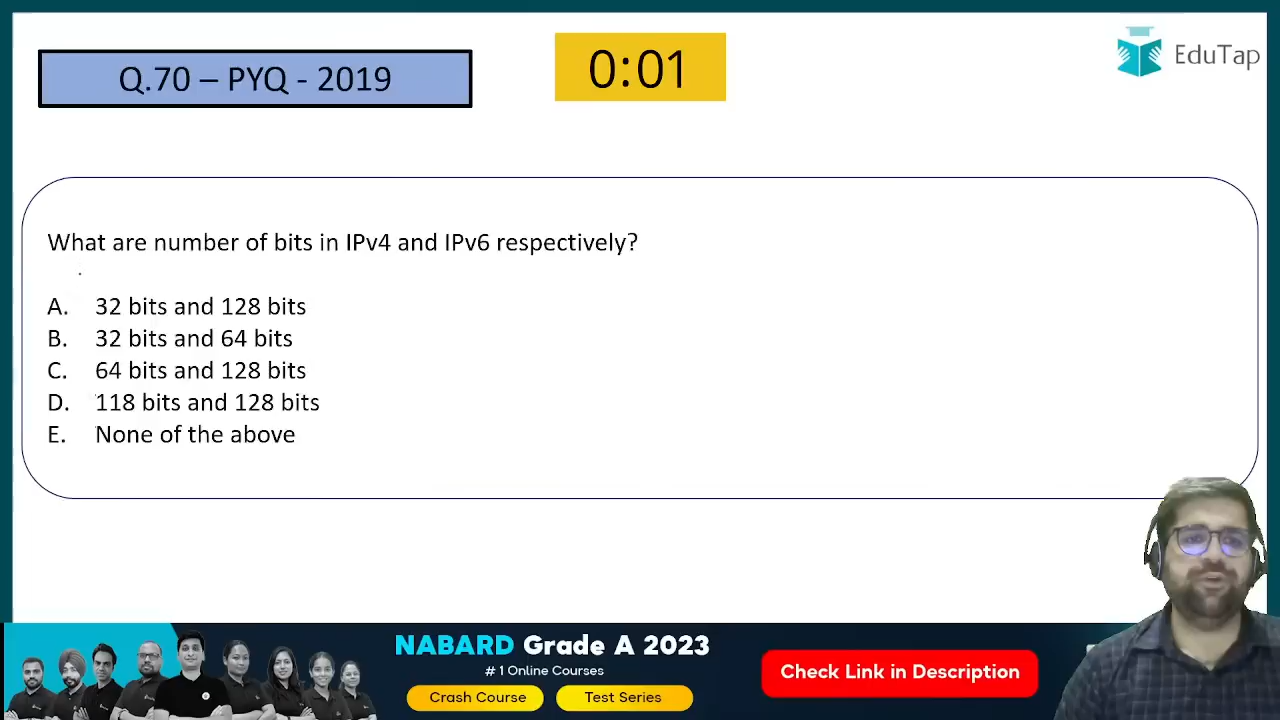 Q.70 – PYQ - 2019
0:01
EduTap
What are number of bits in IPv4 and IPv6 respectively?
A. 32 bits and 128 bits
B. 32 bits and 64 bits
C. 64 bits and 128 bits
D. 118 bits and 128 bits
E. None of the above
NABARD Grade A 2023
# 1 Online Courses
Crash Course
Test Series
Check Link in Description